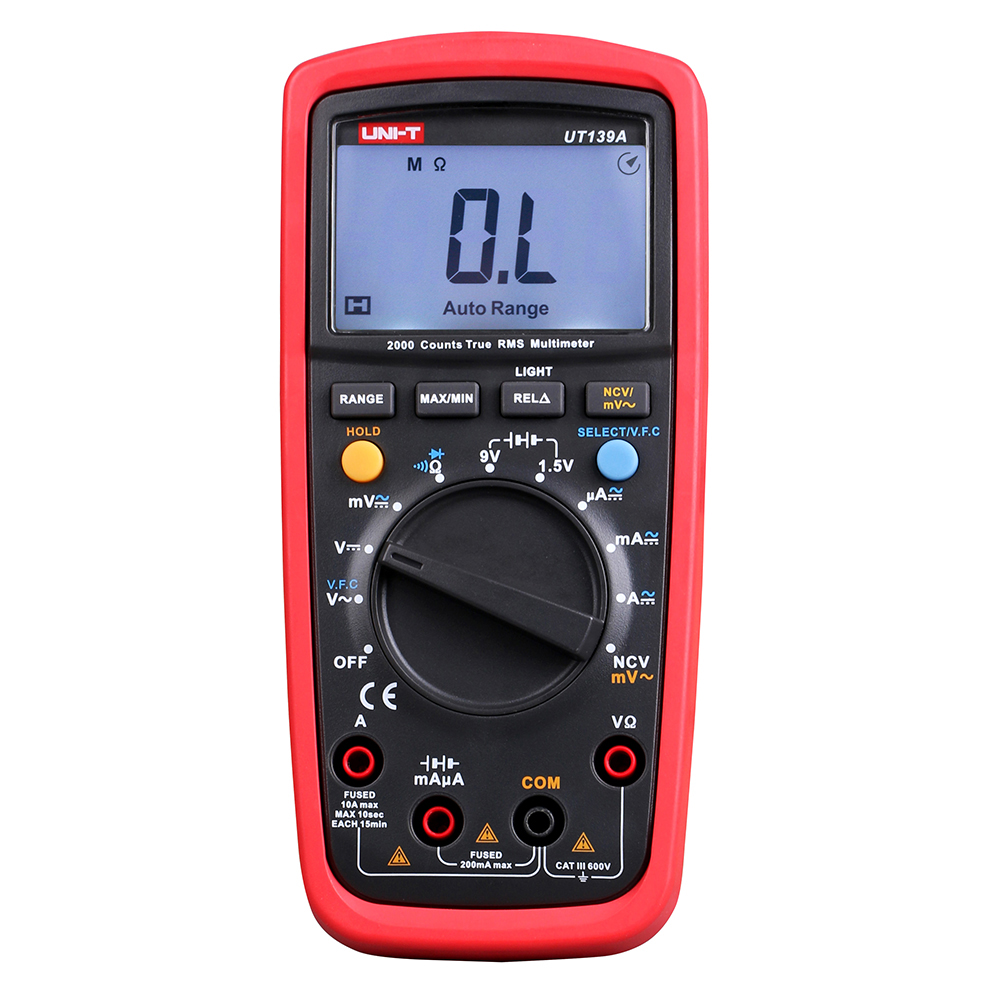 UNI-T
UT139A
M Ω
0.L
H
Auto Range
2000 Counts True RMS Multimeter
LIGHT
RANGE
MAX/MIN
REL△
NCV/
mV~
HOLD
SELECT/V.F.C
Ω
9V
1.5V
mV⎓
µA⎓
V⎓
mA⎓
V.F.C
V~
A⎓
OFF
NCV
mV~
CE
A
VΩ
mAµA
COM
FUSED
10A max
MAX 10sec
EACH 15min
FUSED
200mA max
CAT III 600V